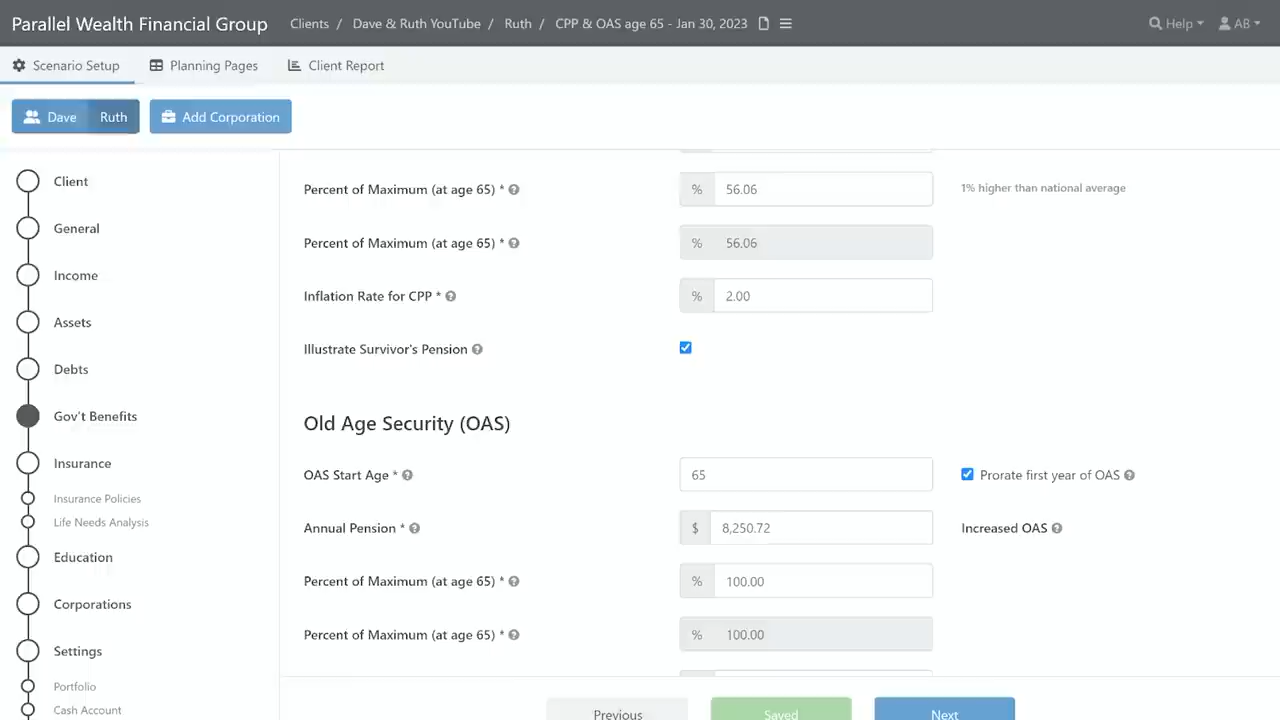 Parallel Wealth Financial Group Clients / Dave & Ruth YouTube / Ruth / CPP & OAS age 65 - Jan 30, 2023 Help AB
Scenario Setup Planning Pages Client Report
Dave Ruth Add Corporation
Client
General
Income
Assets
Debts
Gov't Benefits
Insurance
Insurance Policies
Life Needs Analysis
Education
Corporations
Settings
Portfolio
Cash Account
Percent of Maximum (at age 65) * % 56.06 1% higher than national average
Percent of Maximum (at age 65) * % 56.06
Inflation Rate for CPP * % 2.00
Illustrate Survivor's Pension
Old Age Security (OAS)
OAS Start Age * 65 Prorate first year of OAS
Annual Pension * $ 8,250.72 Increased OAS
Percent of Maximum (at age 65) * % 100.00
Percent of Maximum (at age 65) * % 100.00
Previous Saved Next